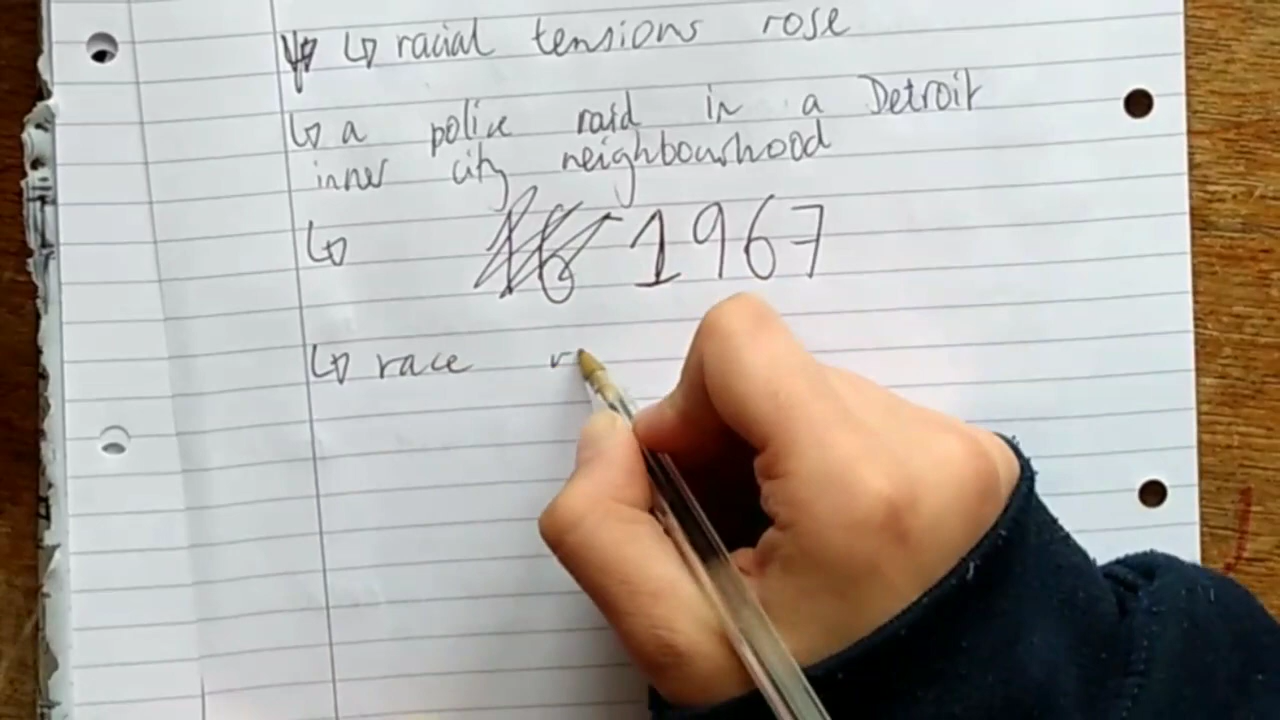 ↳ racial tensions rose
↳ a police raid in a Detroit
inner city neighbourhood
↳ 1967
↳ race r